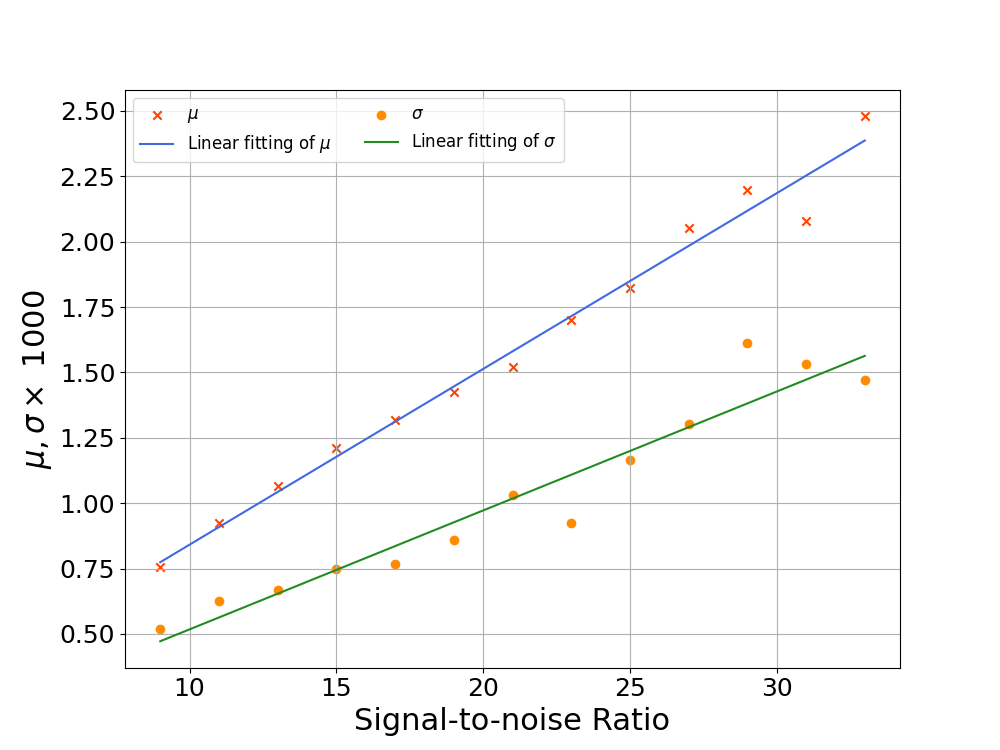 μ σ
Linear fitting of μ Linear fitting of σ
2.50
2.25
2.00
1.75
1.50
1.25
1.00
0.75
0.50
μ, σ × 1000
10 15 20 25 30
Signal-to-noise Ratio